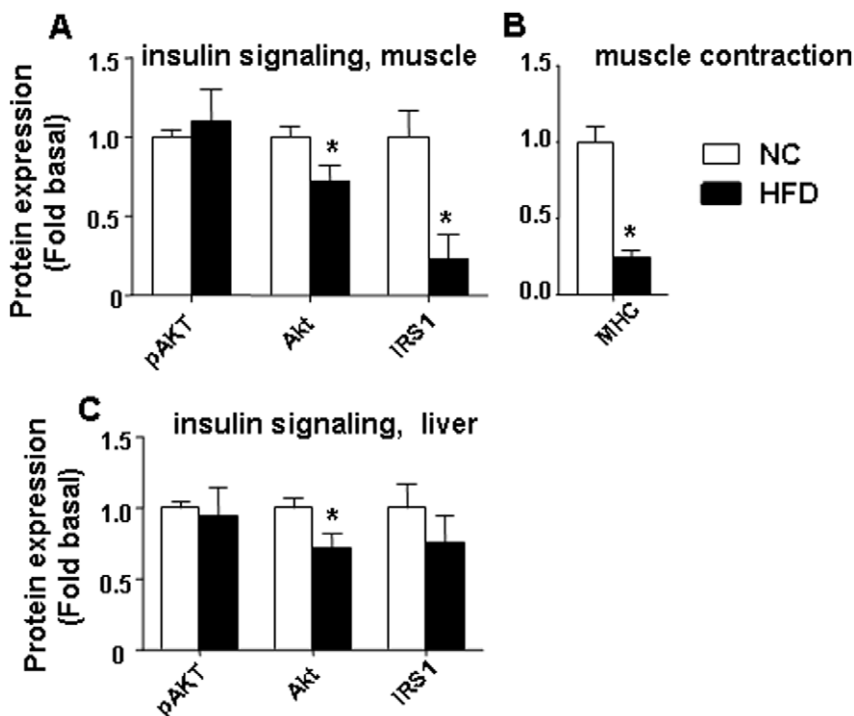 A
insulin signaling, muscle
Protein expression
(Fold basal)
1.5
1.0
0.5
0
*
*
pAKT
Akt
IRS1
B
muscle contraction
1.5
1.0
0.5
0.0
*
MHC
NC
HFD
C
insulin signaling, liver
Protein expression
(Fold basal)
1.5
1.0
0.5
0
*
pAKT
Akt
IRS1